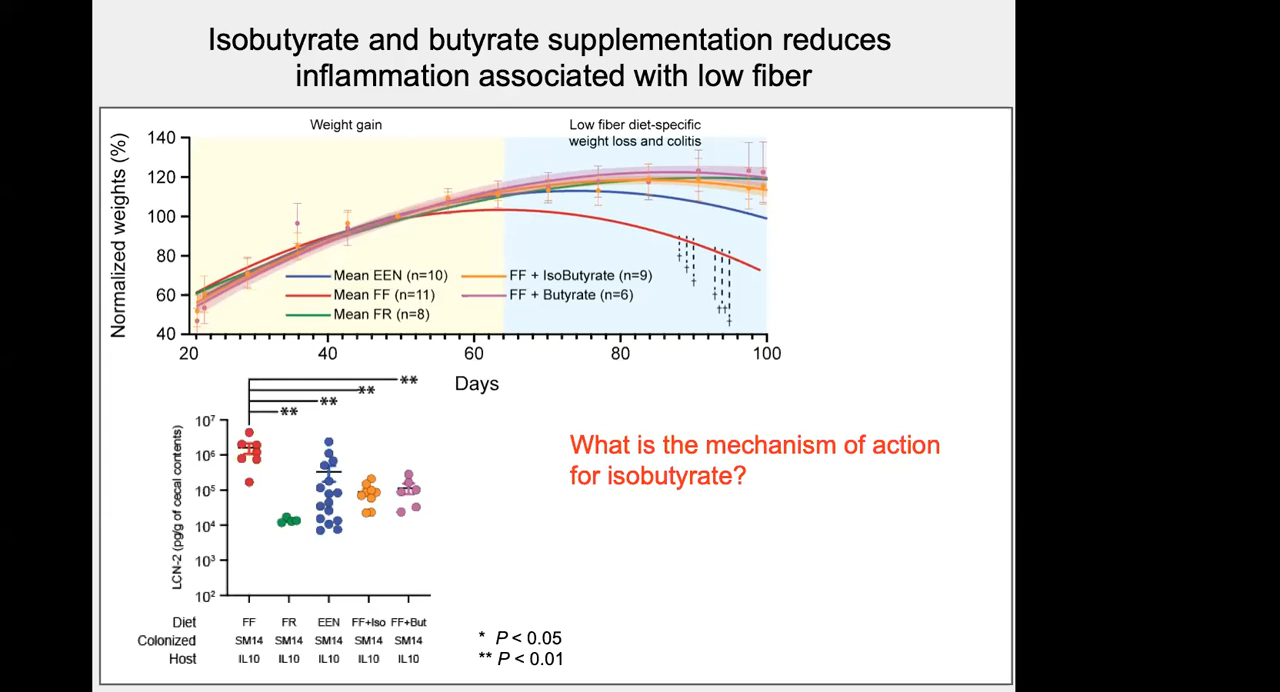 Isobutyrate and butyrate supplementation reduces
inflammation associated with low fiber
Weight gain
Low fiber diet-specific
weight loss and colitis
Normalized weights (%)
140
120
100
80
60
40
20 40 60 80 100
Days
Mean EEN (n=10)
Mean FF (n=11)
Mean FR (n=8)
FF + IsoButyrate (n=9)
FF + Butyrate (n=6)
**
**
**
**
LCN-2 (pg/g of cecal contents)
10⁷
10⁶
10⁵
10⁴
10³
10²
Diet FF FR EEN FF+Iso FF+But
Colonized SM14 SM14 SM14 SM14 SM14
Host IL10 IL10 IL10 IL10 IL10
What is the mechanism of action
for isobutyrate?
* P < 0.05
** P < 0.01